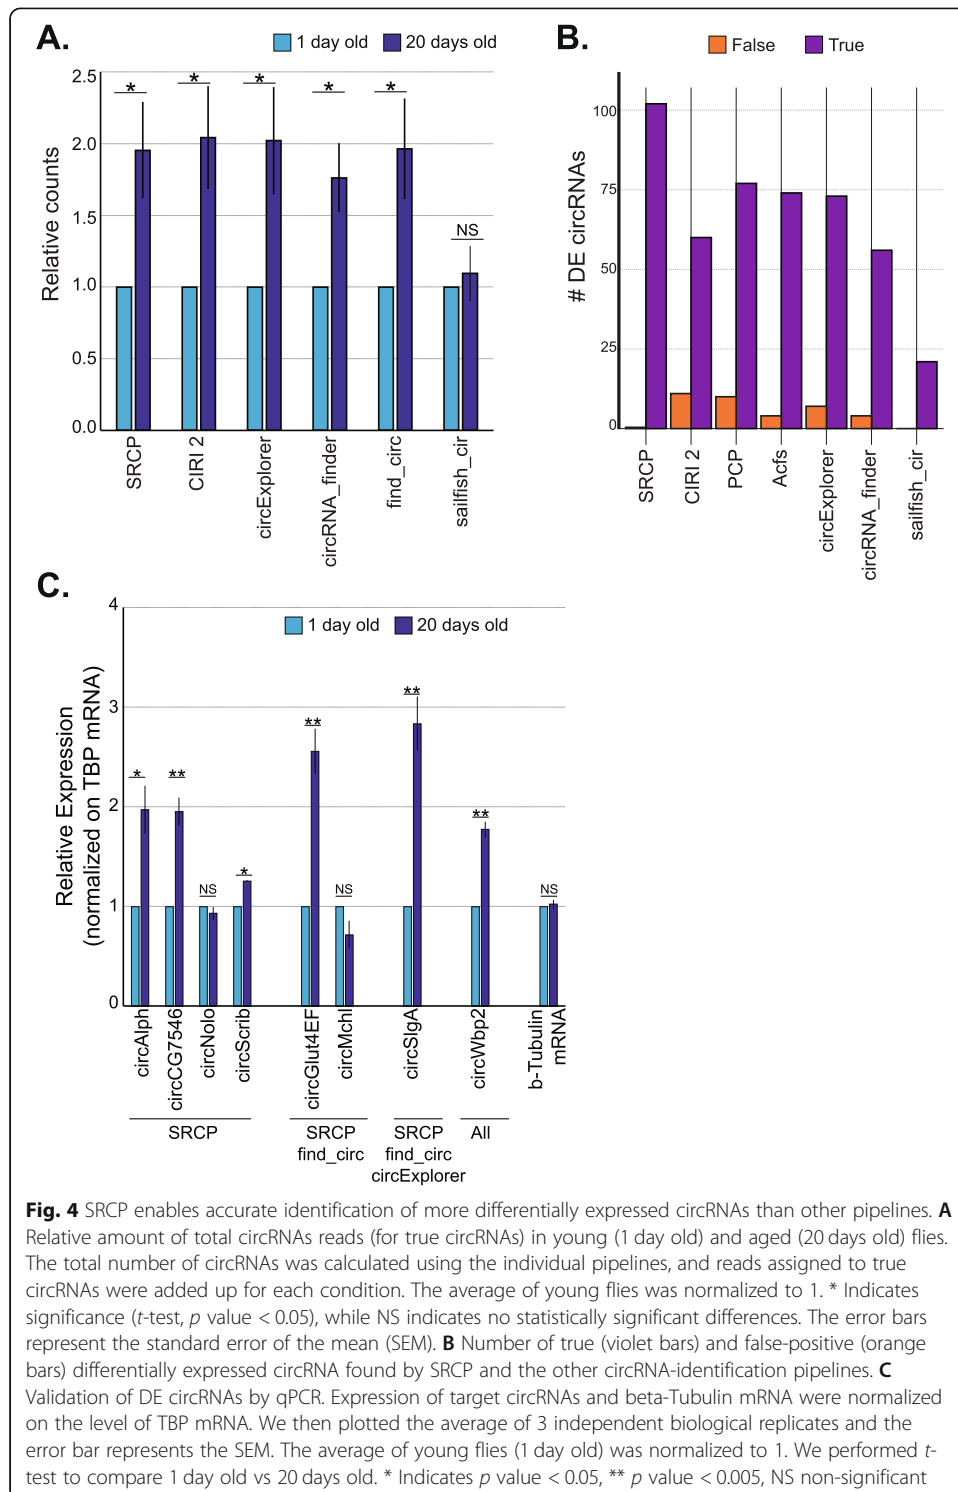 A.
1 day old 20 days old
Relative counts
2.5
2.0
1.5
1.0
0.5
0.0
* * * * * NS
SRCP
CIRI 2
circExplorer
circRNA_finder
find_circ
sailfish_cir
B.
False True
# DE circRNAs
100
75
50
25
0
SRCP
CIRI 2
PCP
Acfs
circExplorer
circRNA_finder
sailfish_cir
C.
1 day old 20 days old
Relative Expression
(normalized on TBP mRNA)
4
3
2
1
0
* ** NS * ** NS ** ** NS
circAlph
circCG7546
circNolo
circScrib
circGlut4EF
circMchl
circSlgA
circWbp2
b-Tubulin
mRNA
SRCP
SRCP
find_circ
SRCP
find_circ
circExplorer
All
Fig. 4 SRCP enables accurate identification of more differentially expressed circRNAs than other pipelines. A
Relative amount of total circRNAs reads (for true circRNAs) in young (1 day old) and aged (20 days old) flies.
The total number of circRNAs was calculated using the individual pipelines, and reads assigned to true
circRNAs were added up for each condition. The average of young flies was normalized to 1. * Indicates
significance (t-test, p value < 0.05), while NS indicates no statistically significant differences. The error bars
represent the standard error of the mean (SEM). B Number of true (violet bars) and false-positive (orange
bars) differentially expressed circRNA found by SRCP and the other circRNA-identification pipelines. C
Validation of DE circRNAs by qPCR. Expression of target circRNAs and beta-Tubulin mRNA were normalized
on the level of TBP mRNA. We then plotted the average of 3 independent biological replicates and the
error bar represents the SEM. The average of young flies (1 day old) was normalized to 1. We performed t-
test to compare 1 day old vs 20 days old. * Indicates p value < 0.05, ** p value < 0.005, NS non-significant